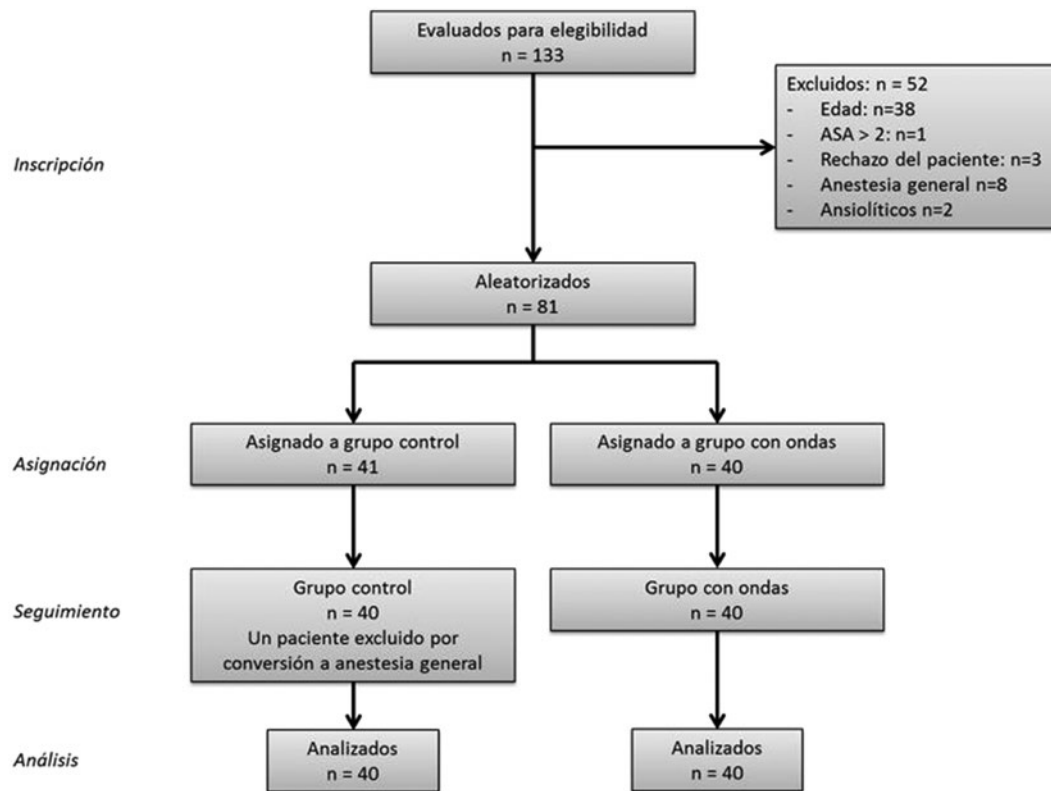 Evaluados para elegibilidad
n = 133
Excluidos: n = 52
- Edad: n=38
- ASA > 2: n=1
- Rechazo del paciente: n=3
- Anestesia general n=8
- Ansiolíticos n=2
Inscripción
Aleatorizados
n = 81
Asignación
Asignado a grupo control
n = 41
Asignado a grupo con ondas
n = 40
Seguimiento
Grupo control
n = 40
Un paciente excluido por
conversión a anestesia general
Grupo con ondas
n = 40
Análisis
Analizados
n = 40
Analizados
n = 40